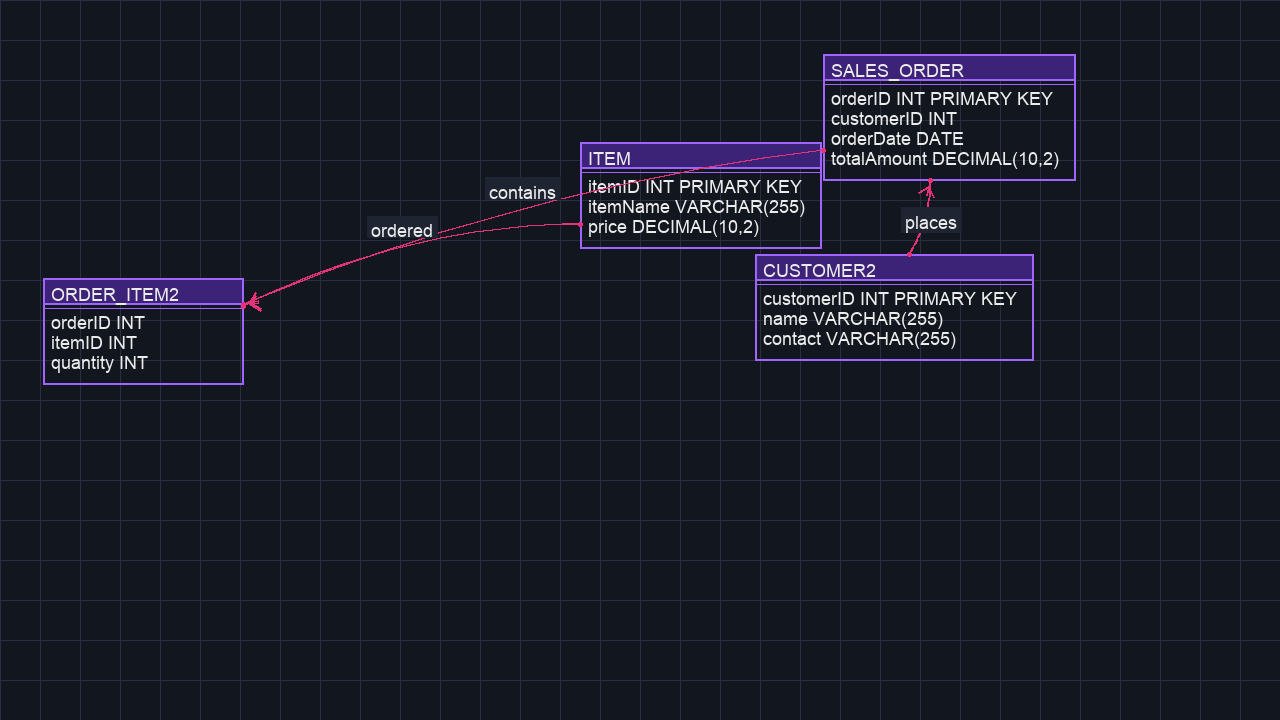 SALES_ORDER
orderID INT PRIMARY KEY
customerID INT
orderDate DATE
totalAmount DECIMAL(10,2)
ITEM
itemID INT PRIMARY KEY
itemName VARCHAR(255)
price DECIMAL(10,2)
contains
ordered
places
CUSTOMER2
customerID INT PRIMARY KEY
name VARCHAR(255)
contact VARCHAR(255)
ORDER_ITEM2
orderID INT
itemID INT
quantity INT